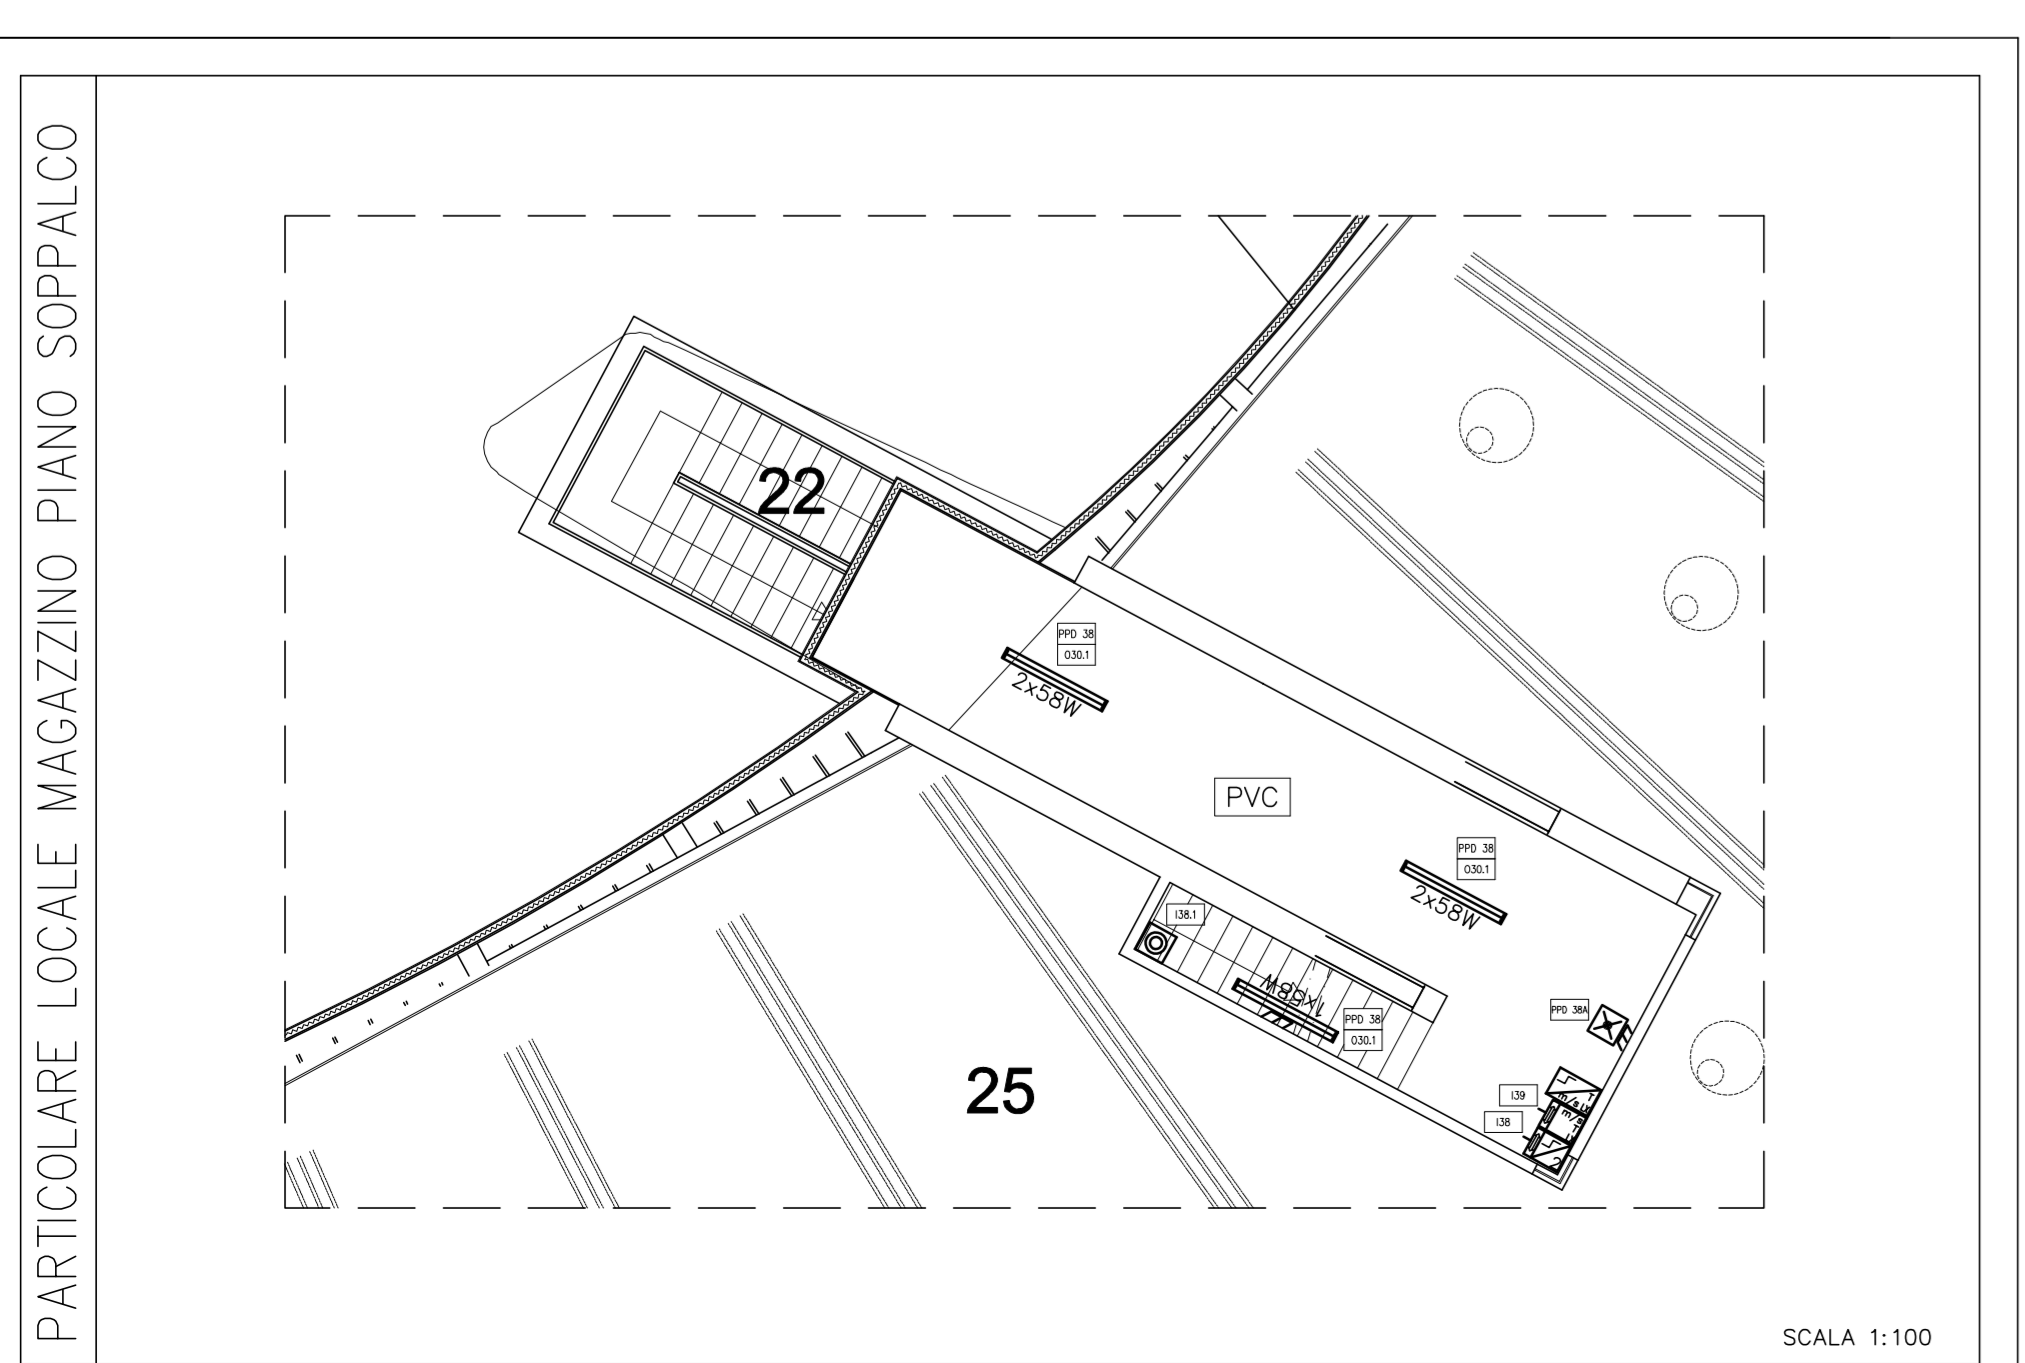 PARTICOLARE LOCALE MAGAZZINO PIANO SOPPALCO
22
PPD 38
030.1
2x58W
PVC
PPD 38
030.1
2x58W
138.1
1x58W
PPD 38
030.1
PPD 38A
25
139
138
T
m/s
m/s
T
2
SCALA 1:100